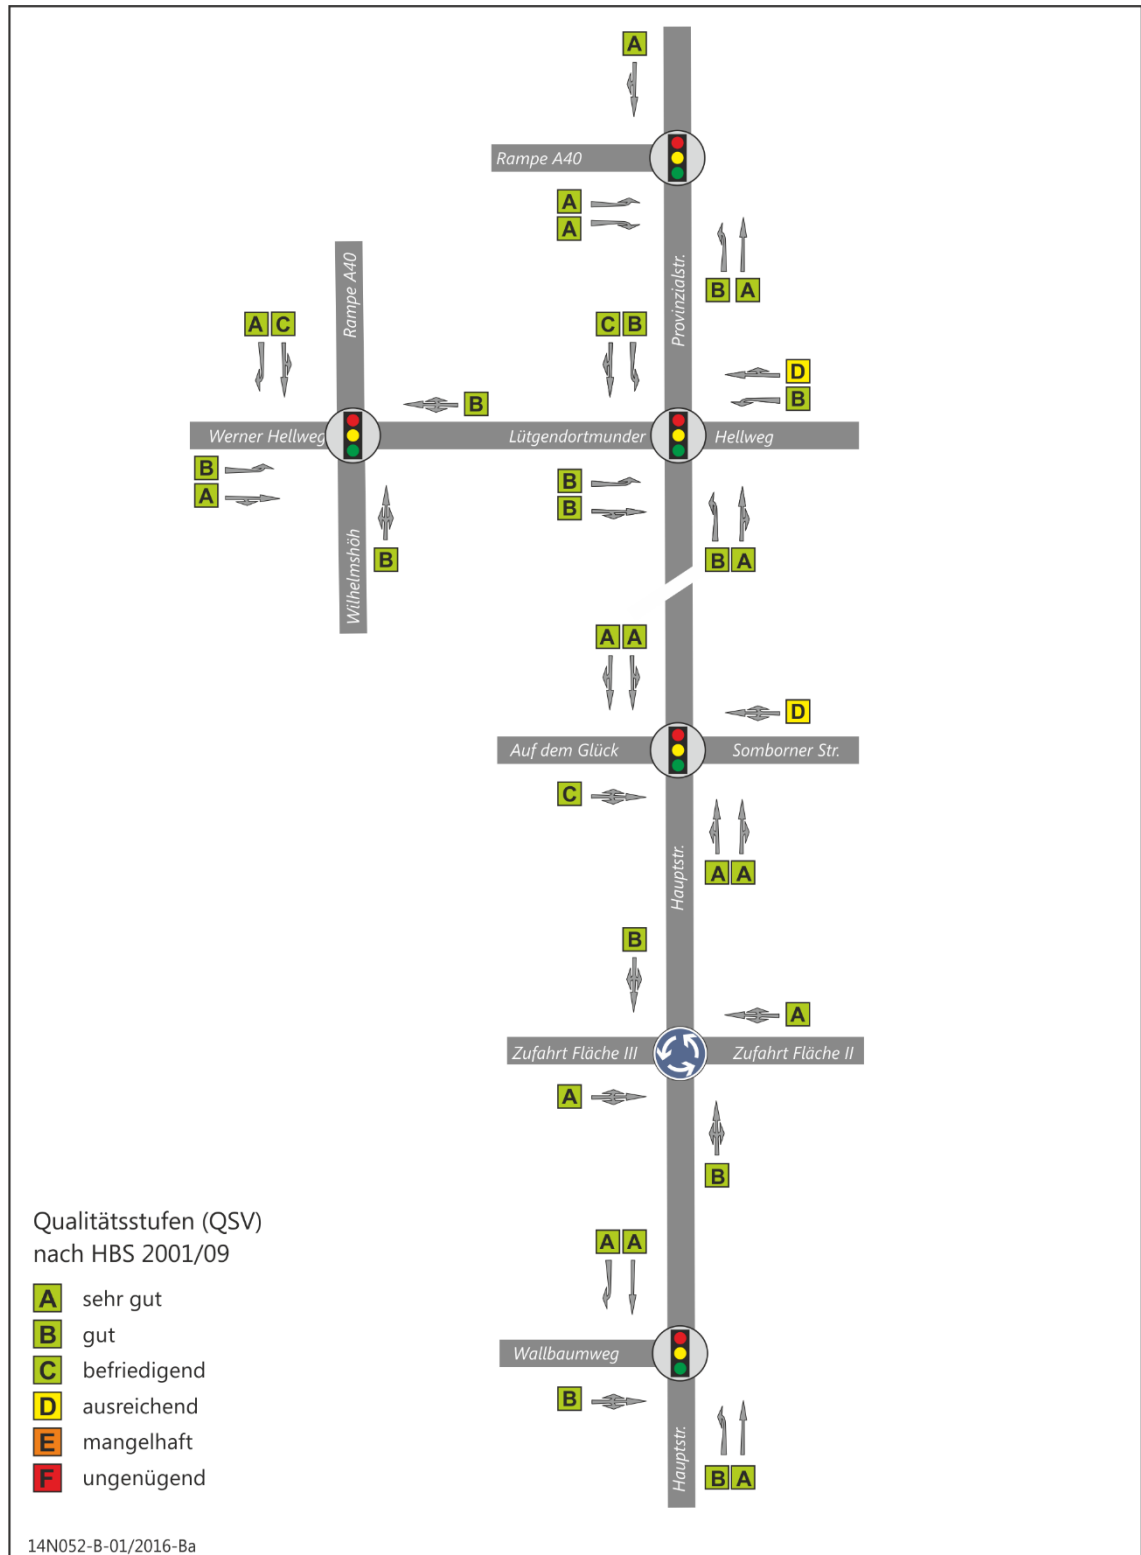 A
Rampe A40
A
A
Provinzialstr.
B A
Rampe A40
A C
C B
D
B
B
Werner Hellweg
Lütgendortmunder
Hellweg
B
A
B
B
Wilhelmshöh
B
B A
A A
D
Auf dem Glück
Somborner Str.
C
Hauptstr.
A A
B
A
Zufahrt Fläche III
Zufahrt Fläche II
A
B
A A
Wallbaumweg
B
Hauptstr.
B A
Qualitätsstufen (QSV)
nach HBS 2001/09
A sehr gut
B gut
C befriedigend
D ausreichend
E mangelhaft
F ungenügend
14N052-B-01/2016-Ba